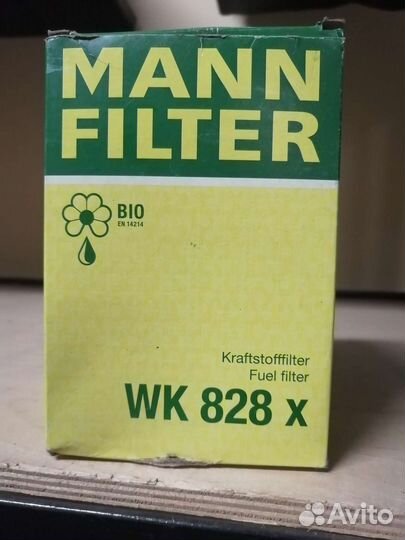 MANN
FILTER
BIO
EN 14214
Kraftstofffilter
Fuel filter
WK 828 x
Avito